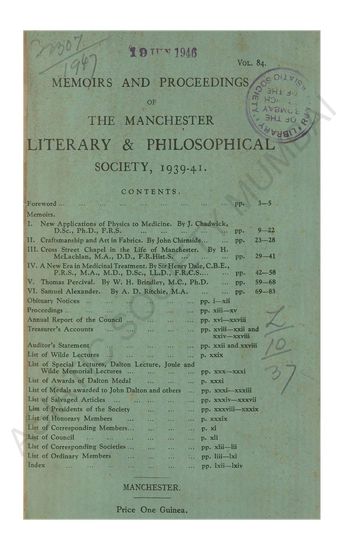 22307
1947
19 JUN 1946
VOL. 84.
MEMOIRS AND PROCEEDINGS
OF
THE MANCHESTER
LITERARY & PHILOSOPHICAL
SOCIETY, 1939-41.
CONTENTS.
Foreword ... pp. 3—5
Memoirs.
I. New Applications of Physics to Medicine. By J. Chadwick,
D.Sc., Ph.D., F.R.S. ... pp. 9—22
II. Craftsmanship and Art in Fabrics. By John Chirnside... pp. 23—28
III. Cross Street Chapel in the Life of Manchester. By H.
McLachlan, M.A., D.D., F.R.Hist.S. ... pp. 29—41
IV. A New Era in Medicinal Treatment. By Sir Henry Dale, C.B.E.,
P.R.S., M.A., M.D., D.Sc., LL.D., F.R.C.S.... pp. 42—58
V. Thomas Percival. By W. H. Brindley, M.C., Ph.D. pp. 59—68
VI. Samuel Alexander. By A. D. Ritchie, M.A. pp. 69—83
Obituary Notices ... pp. i—xii
Proceedings ... pp. xiii—xv
Annual Report of the Council ... pp. xvi—xxviii
Treasurer's Accounts ... pp. xviii—xxii and
xxiv—xxviii
Auditor's Statement ... pp. xxii and xxviii
List of Wilde Lectures ... p. xxix
List of Special Lectures, Dalton Lecture, Joule and
Wilde Memorial Lectures ... pp. xxx—xxxi
List of Awards of Dalton Medal ... p. xxxi
List of Medals awarded to John Dalton and others ... pp. xxxi—xxxiii
List of Salvaged Articles ... pp. xxxiv—xxxvii
List of Presidents of the Society ... pp. xxxviii—xxxix
List of Honorary Members ... p. xxxix
List of Corresponding Members... p. xl
List of Council ... p. xli
List of Corresponding Societies... pp. xlii—lii
List of Ordinary Members ... pp. liii—lxi
Index ... pp. lxii—lxiv
L
10
37
MANCHESTER.
Price One Guinea.